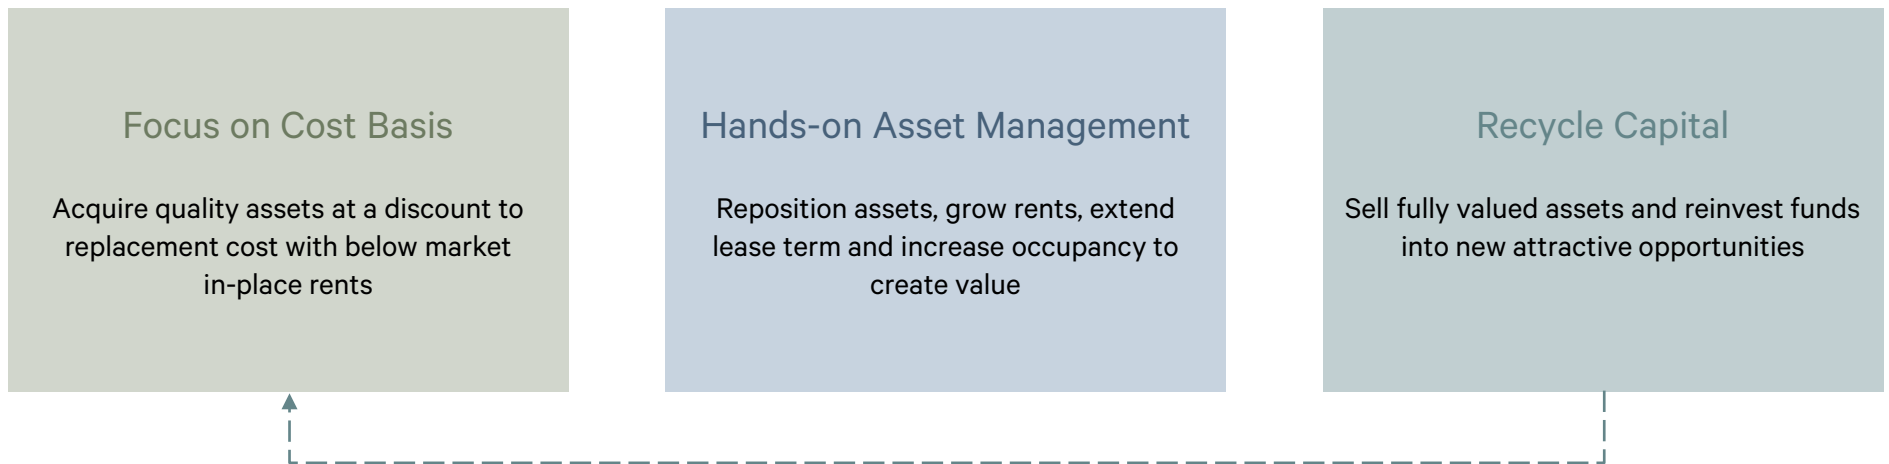 Focus on Cost Basis
Acquire quality assets at a discount to
replacement cost with below market
in-place rents
Hands-on Asset Management
Reposition assets, grow rents, extend
lease term and increase occupancy to
create value
Recycle Capital
Sell fully valued assets and reinvest funds
into new attractive opportunities